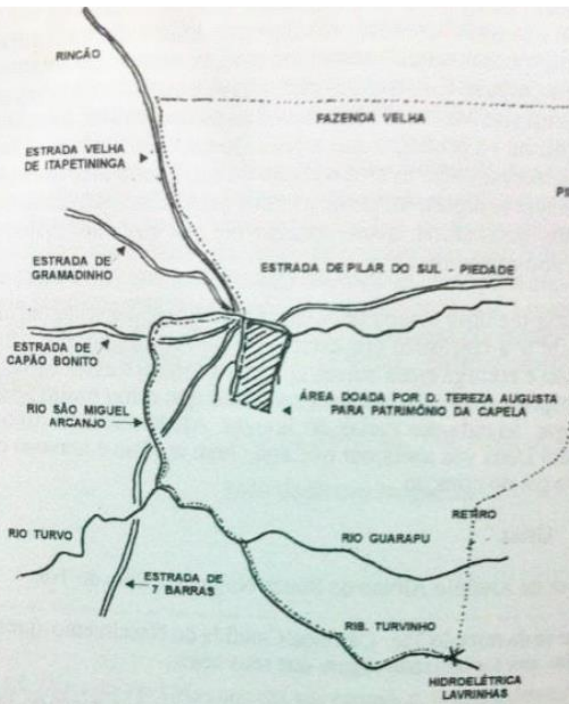 RINCÃO
FAZENDA VELHA
ESTRADA VELHA
DE ITAPETININGA
ESTRADA DE
GRAMADINHO
ESTRADA DE PILAR DO SUL - PIEDADE
ESTRADA DE
CAPÃO BONITO
RIO SÃO MIGUEL
ARCANJO
ÁREA DOADA POR D. TEREZA AUGUSTA
PARA PATRIMÔNIO DA CAPELA
RETIRO
RIO TURVO
RIO GUARAPU
ESTRADA DE
7 BARRAS
RIB. TURVINHO
HIDROELÉTRICA
LAVRINHAS